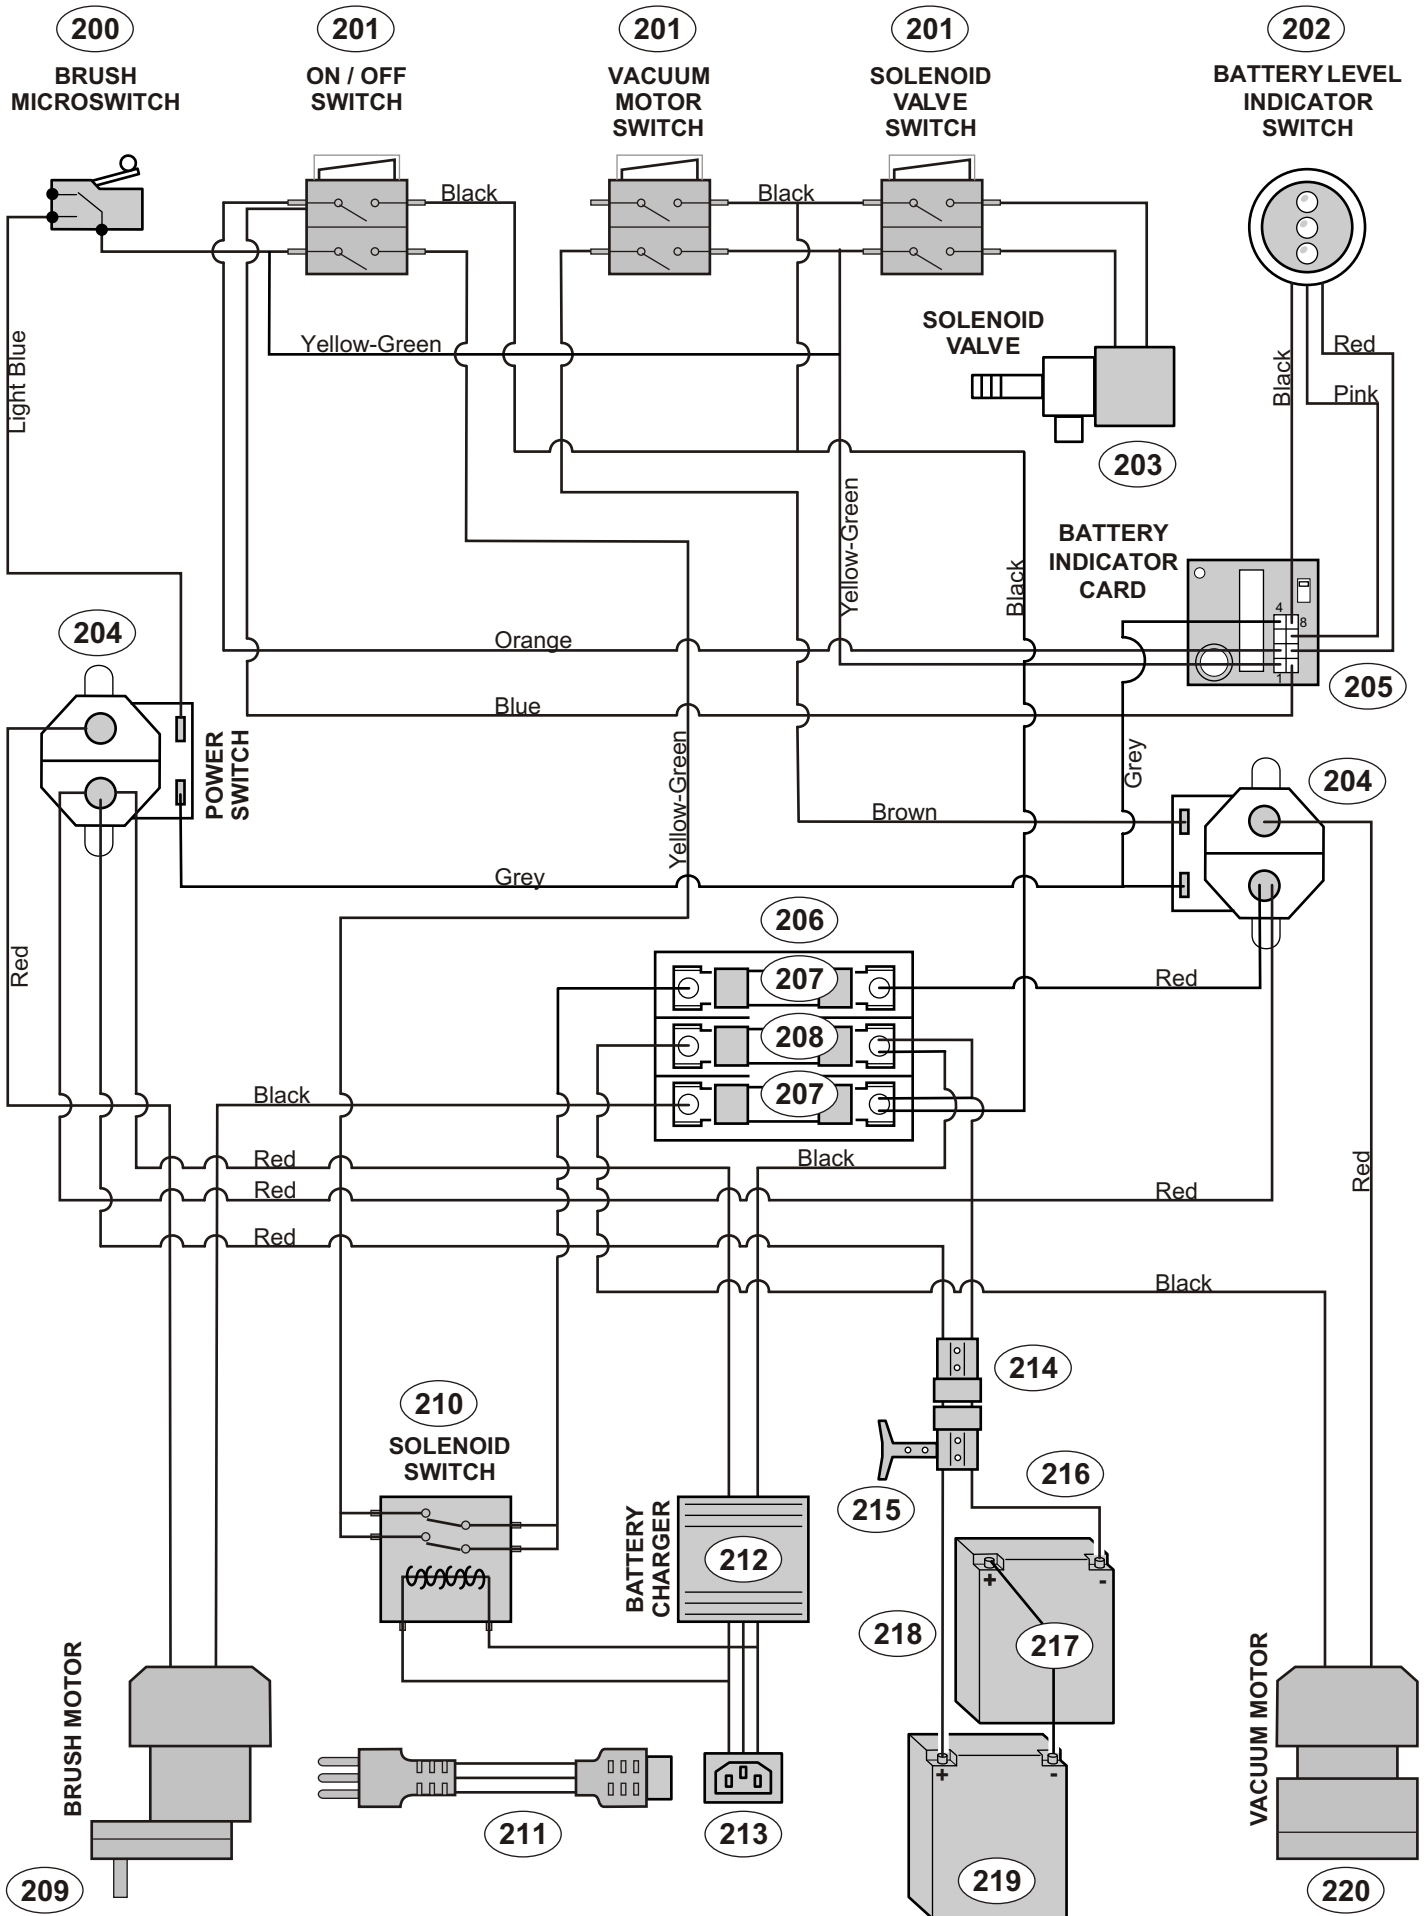 200
201
201
201
202
BRUSH
MICROSWITCH
ON / OFF
SWITCH
VACUUM
MOTOR
SWITCH
SOLENOID
VALVE
SWITCH
BATTERY LEVEL
INDICATOR
SWITCH
Black
Black
Light Blue
Yellow-Green
SOLENOID
VALVE
203
Black
Red
Pink
Yellow-Green
Black
BATTERY
INDICATOR
CARD
4
8
1
205
204
Orange
Blue
POWER
SWITCH
Yellow-Green
Grey
204
Brown
Grey
Red
206
207
208
207
Red
Black
Red
Black
Red
Red
Red
Red
Black
214
210
SOLENOID
SWITCH
215
216
BATTERY
CHARGER
212
+
-
217
218
BRUSH MOTOR
VACUUM MOTOR
+
-
209
211
213
219
220